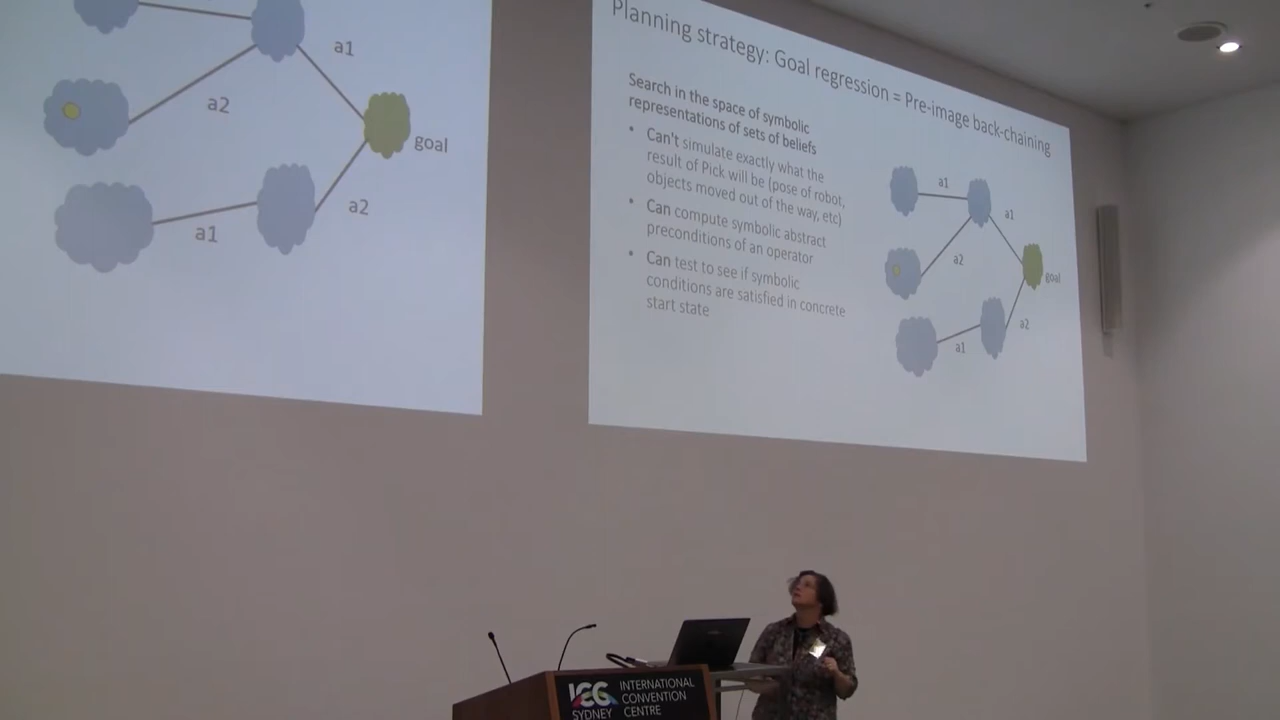 a1
a2
goal
a1
a2
Planning strategy: Goal regression = Pre-image back-chaining
Search in the space of symbolic
representations of sets of beliefs
• Can't simulate exactly what the
result of Pick will be (pose of robot,
objects moved out of the way, etc)
• Can compute symbolic abstract
preconditions of an operator
• Can test to see if symbolic
conditions are satisfied in concrete
start state
a1
a1
a2
goal
a1
a2
ICC
SYDNEY
INTERNATIONAL
CONVENTION
CENTRE